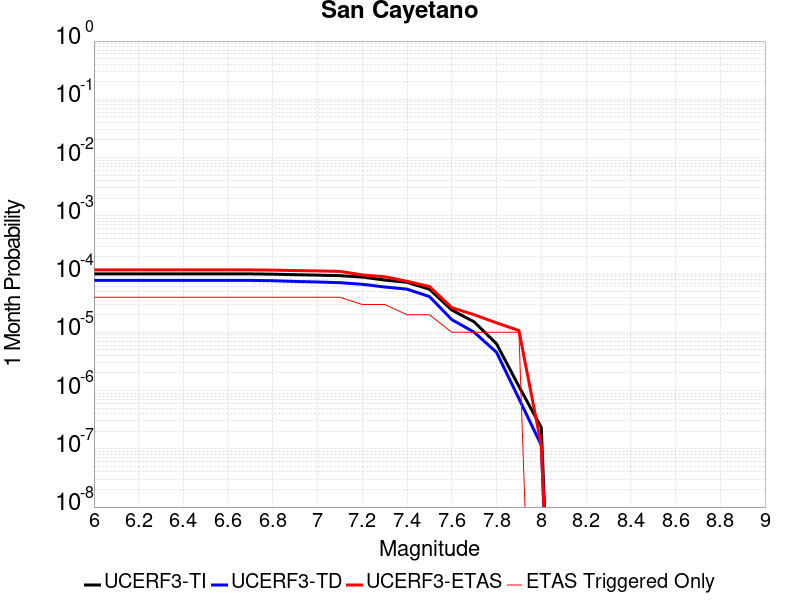 San Cayetano
10^0
10^-1
10^-2
10^-3
10^-4
10^-5
10^-6
10^-7
10^-8
1 Month Probability
6 6.2 6.4 6.6 6.8 7 7.2 7.4 7.6 7.8 8 8.2 8.4 8.6 8.8 9
Magnitude
UCERF3-TI UCERF3-TD UCERF3-ETAS ETAS Triggered Only